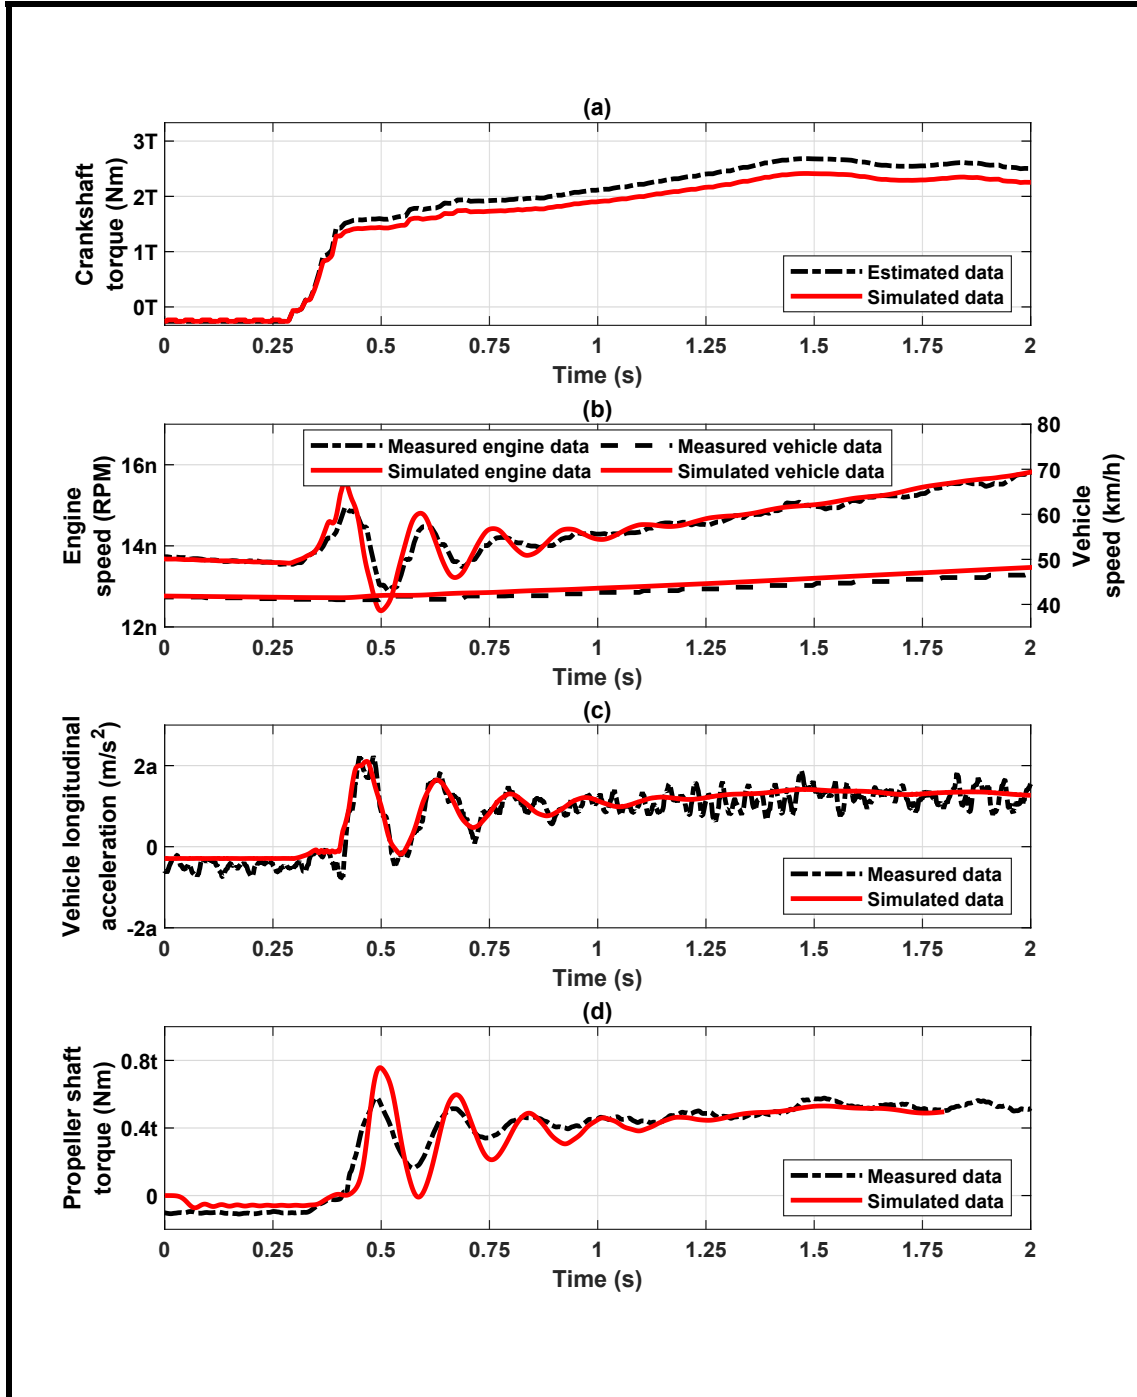 (a)
Crankshaft
torque (Nm)
3T
2T
1T
0T
Estimated data
Simulated data
0 0.25 0.5 0.75 1 1.25 1.5 1.75 2
Time (s)
(b)
Engine
speed (RPM)
16n
14n
12n
Measured engine data Measured vehicle data
Simulated engine data Simulated vehicle data
80
70
60
50
40
Vehicle
speed (km/h)
0 0.25 0.5 0.75 1 1.25 1.5 1.75 2
Time (s)
(c)
Vehicle longitudinal
acceleration (m/s²)
2a
0
-2a
Measured data
Simulated data
0 0.25 0.5 0.75 1 1.25 1.5 1.75 2
Time (s)
(d)
Propeller shaft
torque (Nm)
0.8t
0.4t
0
Measured data
Simulated data
0 0.25 0.5 0.75 1 1.25 1.5 1.75 2
Time (s)